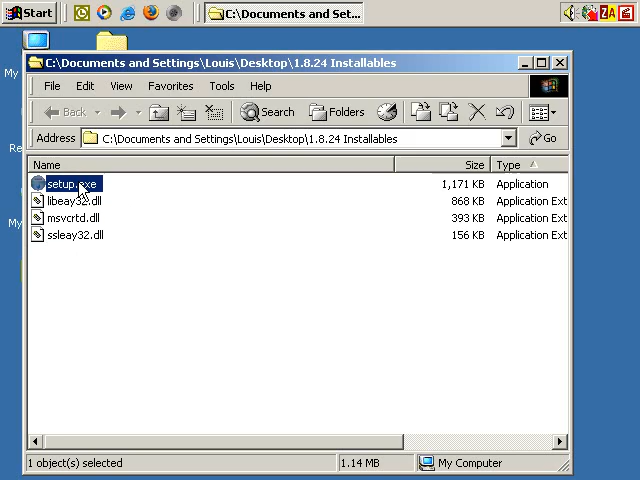 Start
C:\Documents and Set...
ZA
My
Re
My
C:\Documents and Settings\Louis\Desktop\1.8.24 Installables
File Edit View Favorites Tools Help
Back Search Folders
Address C:\Documents and Settings\Louis\Desktop\1.8.24 Installables Go
Name Size Type
setup.exe 1,171 KB Application
libeay32.dll 868 KB Application Ext
msvcrtd.dll 393 KB Application Ext
ssleay32.dll 156 KB Application Ext
1 object(s) selected 1.14 MB My Computer